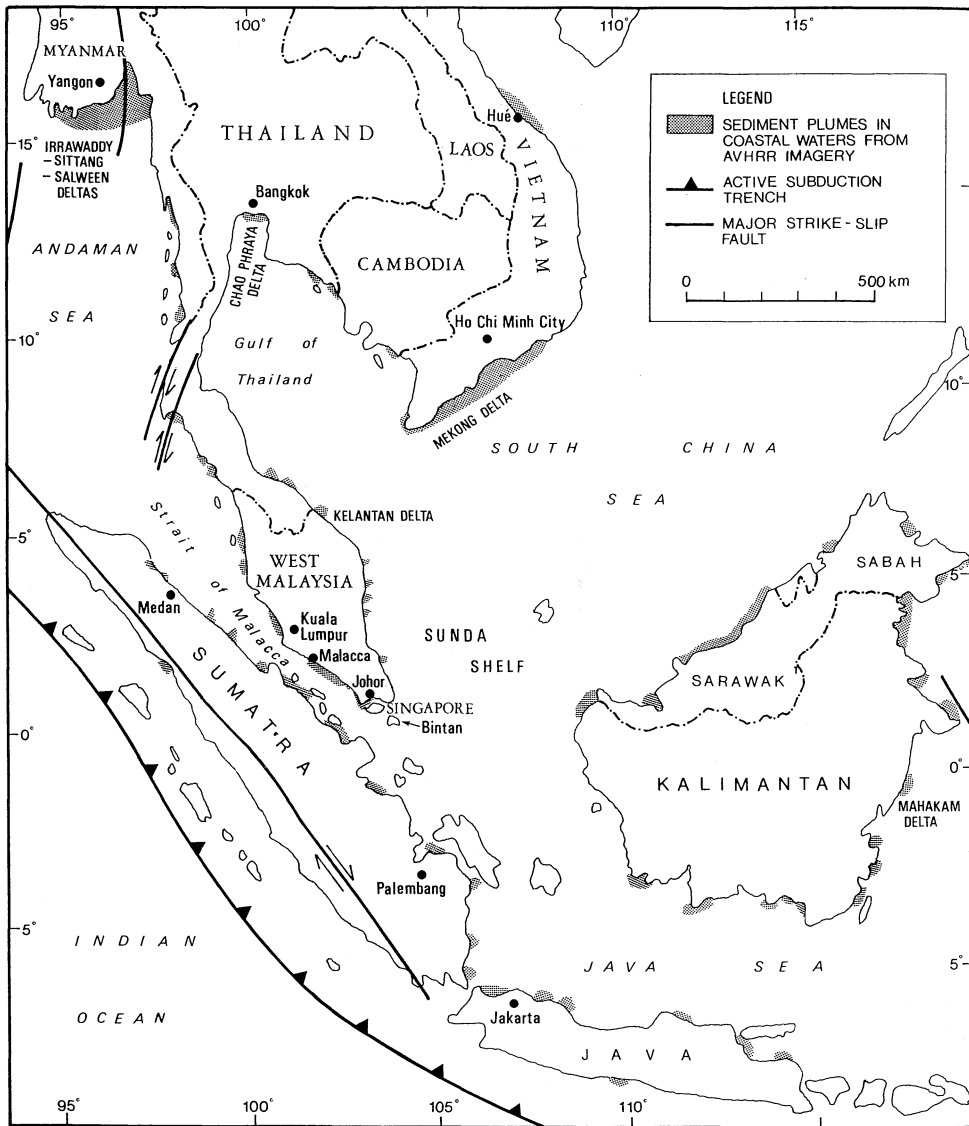 95°
100°
105°
110°
115°
MYANMAR
Yangon
IRRAWADDY
– SITTANG
– SALWEEN
DELTAS
15°
THAILAND
Bangkok
LAOS
Hué
VIETNAM
CAMBODIA
CHAO PHRAYA
DELTA
Ho Chi Minh City
MEKONG DELTA
LEGEND
SEDIMENT PLUMES IN
COASTAL WATERS FROM
AVHRR IMAGERY
ACTIVE SUBDUCTION
TRENCH
MAJOR STRIKE – SLIP
FAULT
0
500 km
ANDAMAN
SEA
10°
Gulf of
Thailand
10°
SOUTH CHINA
SEA
KELANTAN DELTA
Strait of Malacca
5°
WEST
MALAYSIA
SABAH
5°
Medan
Kuala
Lumpur
Malacca
Johor
SINGAPORE
Bintan
SUNDA
SHELF
SARAWAK
SUMATRA
0°
0°
KALIMANTAN
MAHAKAM
DELTA
Palembang
5°
INDIAN
OCEAN
JAVA SEA
5°
Jakarta
JAVA
95°
100°
105°
110°